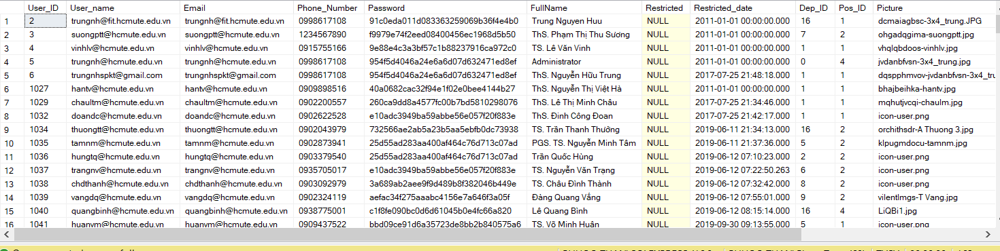 User_ID User_name Email Phone_Number Password FullName Restricted Restricted_date Dep_ID Pos_ID Picture
1 2 trungnh@fit.hcmute.edu.vn trungnh@fit.hcmute.edu.vn 0998617108 91c0eda011d083363259069b36f4e4b0 Trung Nguyen Huu NULL 2011-01-01 00:00:00.000 16 1 dcmaiagbsc-3x4_trung.JPG
2 3 suongptt@hcmute.edu.vn suongptt@hcmute.edu.vn 1234567890 f9979e74f2eed08400456ec1968d5b50 ThS. Phạm Thị Thu Sương NULL 2011-01-01 00:00:00.000 7 2 ohgadqgima-suongptt.jpg
3 4 vinhlv@hcmute.edu.vn vinhlv@hcmute.edu.vn 0915755166 9e88e4c3a3bf57c1b88237916ca972c0 TS. Lê Văn Vinh NULL 2011-01-01 00:00:00.000 1 1 vhqlqbdoos-vinhlv.jpg
4 5 trungnh@hcmute.edu.vn trungnh@hcmute.edu.vn 0998617108 954f5d4046a24e6a6d07d632471ed8ef Administrator NULL 2011-01-01 00:00:00.000 0 4 jvdanbfvsn-3x4_trung.jpg
5 6 trungnhspkt@gmail.com trungnhspkt@gmail.com 0998617108 954f5d4046a24e6a6d07d632471ed8ef ThS. Nguyễn Hữu Trung NULL 2017-07-25 21:48:18.000 1 1 dqspphmvov-jvdanbfvsn-3x4_tru
6 1027 hantv@hcmute.edu.vn hantv@hcmute.edu.vn 0909898516 40a0682cac32f94e1f02e0bee4144b27 ThS. Nguyễn Thị Việt Hà NULL 2011-01-01 00:00:00.000 1 1 bhajbeihka-hantv.jpg
7 1029 chaultm@hcmute.edu.vn chaultm@hcmute.edu.vn 0902200557 260ca9dd8a4577fc00b7bd5810298076 ThS. Lê Thị Minh Châu NULL 2017-07-25 21:34:46.000 1 1 mqhutjvcqi-chaulm.jpg
8 1032 doandc@hcmute.edu.vn doandc@hcmute.edu.vn 0902622528 e10adc3949ba59abbe56e057f20f883e ThS. Đinh Công Đoan NULL 2017-07-25 21:42:17.000 1 1 icon-user.png
9 1034 thuongtt@hcmute.edu.vn thuongtt@hcmute.edu.vn 0902043979 732566ae2ab5a23b5aa5ebfb0dc73938 TS. Trần Thanh Thưởng NULL 2019-06-11 21:34:13.000 16 2 orchithsdr-A Thuong 3.jpg
10 1035 tamnm@hcmute.edu.vn tamnm@hcmute.edu.vn 0902873941 25d55ad283aa400af464c76d713c07ad PGS. TS. Nguyễn Minh Tâm NULL 2019-06-11 21:37:36.000 5 2 klpugmdocu-tamnm.jpg
11 1036 hungtq@hcmute.edu.vn hungtq@hcmute.edu.vn 0903379540 25d55ad283aa400af464c76d713c07ad Trần Quốc Hùng NULL 2019-06-12 07:10:23.000 2 2 icon-user.png
12 1037 trangnv@hcmute.edu.vn trangnv@hcmute.edu.vn 0935705017 e10adc3949ba59abbe56e057f20f883e TS. Nguyễn Văn Trạng NULL 2019-06-12 07:22:50.263 6 2 icon-user.png
13 1038 chdthanh@hcmute.edu.vn chdthanh@hcmute.edu.vn 0903092979 3a689ab2aee9f9d489b8f382046b449e TS. Châu Đình Thành NULL 2019-06-12 07:32:42.000 8 2 icon-user.png
14 1039 vangdq@hcmute.edu.vn vangdq@hcmute.edu.vn 0902324119 aefac34f275aaabc4156e7a646f3a05f Đàng Quang Vắng NULL 2019-06-12 07:55:01.000 9 2 vilentlmgs-T Vang.jpg
15 1040 quangbinh@hcmute.edu.vn quangbinh@hcmute.edu.vn 0938775001 c1f8fe090bc0d6d61045b0e4fc66a820 Lê Quang Bình NULL 2019-06-12 08:15:14.000 16 4 LiQBi1.jpg
16 1041 huanvm@hcmute.edu.vn huanvm@hcmute.edu.vn 0909437522 bbd09ce91d6a35723de8bb2b840575a6 TS. Võ Minh Huân NULL 2019-09-30 09:13:55.000 5 1 icon-user.png